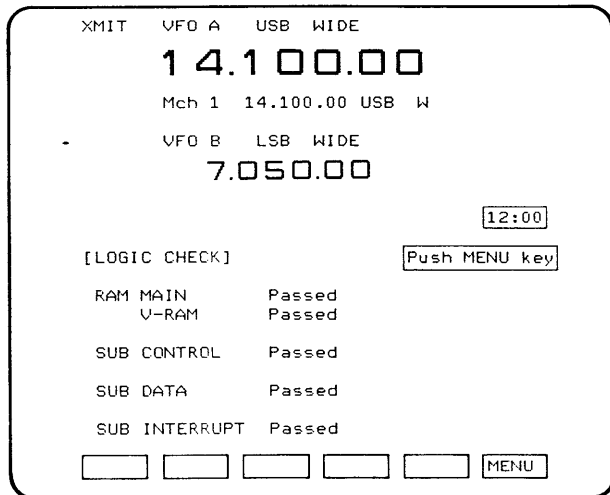 XMIT VFO A USB WIDE
14.100.00
Mch 1 14.100.00 USB W
VFO B LSB WIDE
7.050.00
12:00
[LOGIC CHECK] Push MENU key
RAM MAIN Passed
V-RAM Passed
SUB CONTROL Passed
SUB DATA Passed
SUB INTERRUPT Passed
MENU